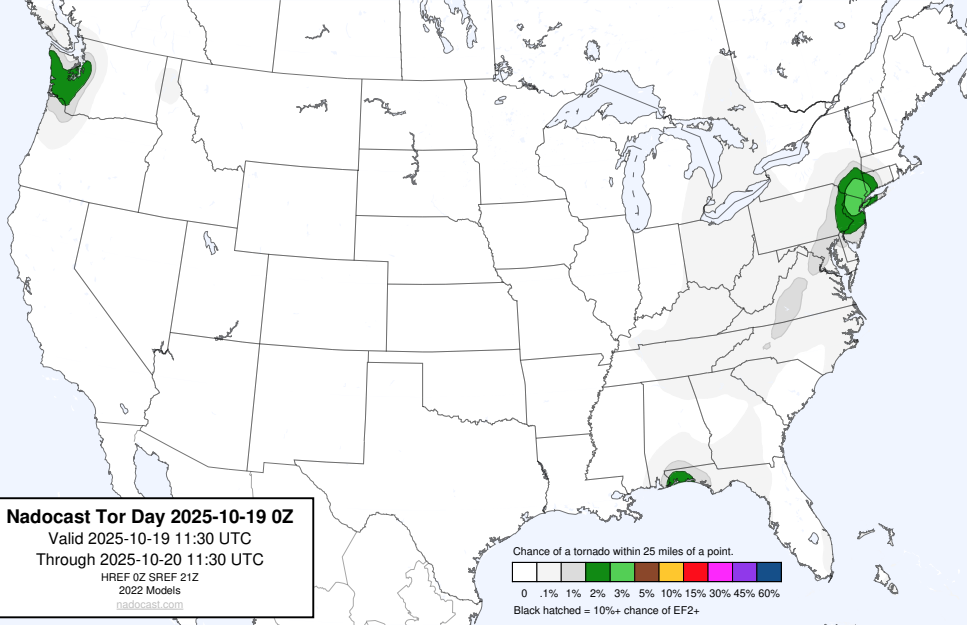 Nadocast Tor Day 2025-10-19 0Z
Valid 2025-10-19 11:30 UTC
Through 2025-10-20 11:30 UTC
HREF 0Z SREF 21Z
2022 Models
nadocast.com
Chance of a tornado within 25 miles of a point.
0 .1% 1% 2% 3% 5% 10% 15% 30% 45% 60%
Black hatched = 10%+ chance of EF2+